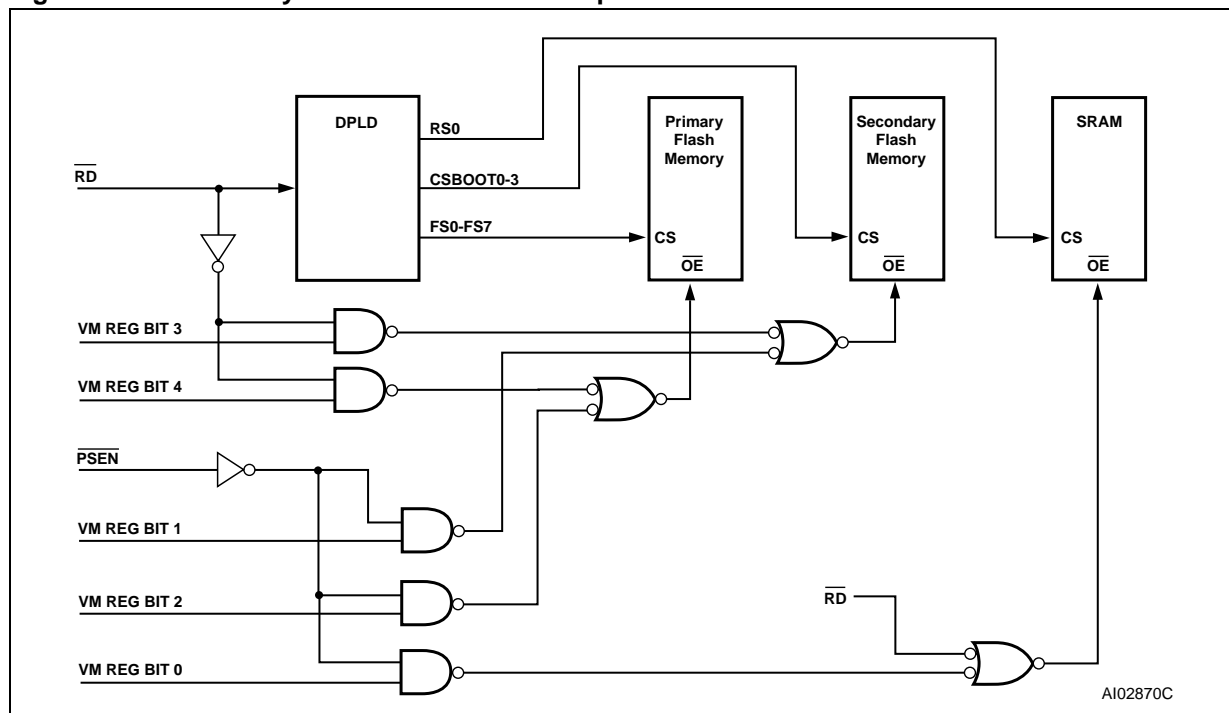 DPLD
RS0
CSBOOT0-3
FS0-FS7
Primary
Flash
Memory
CS
OE
Secondary
Flash
Memory
CS
OE
SRAM
CS
OE
RD
VM REG BIT 3
VM REG BIT 4
PSEN
VM REG BIT 1
VM REG BIT 2
VM REG BIT 0
RD
AI02870C